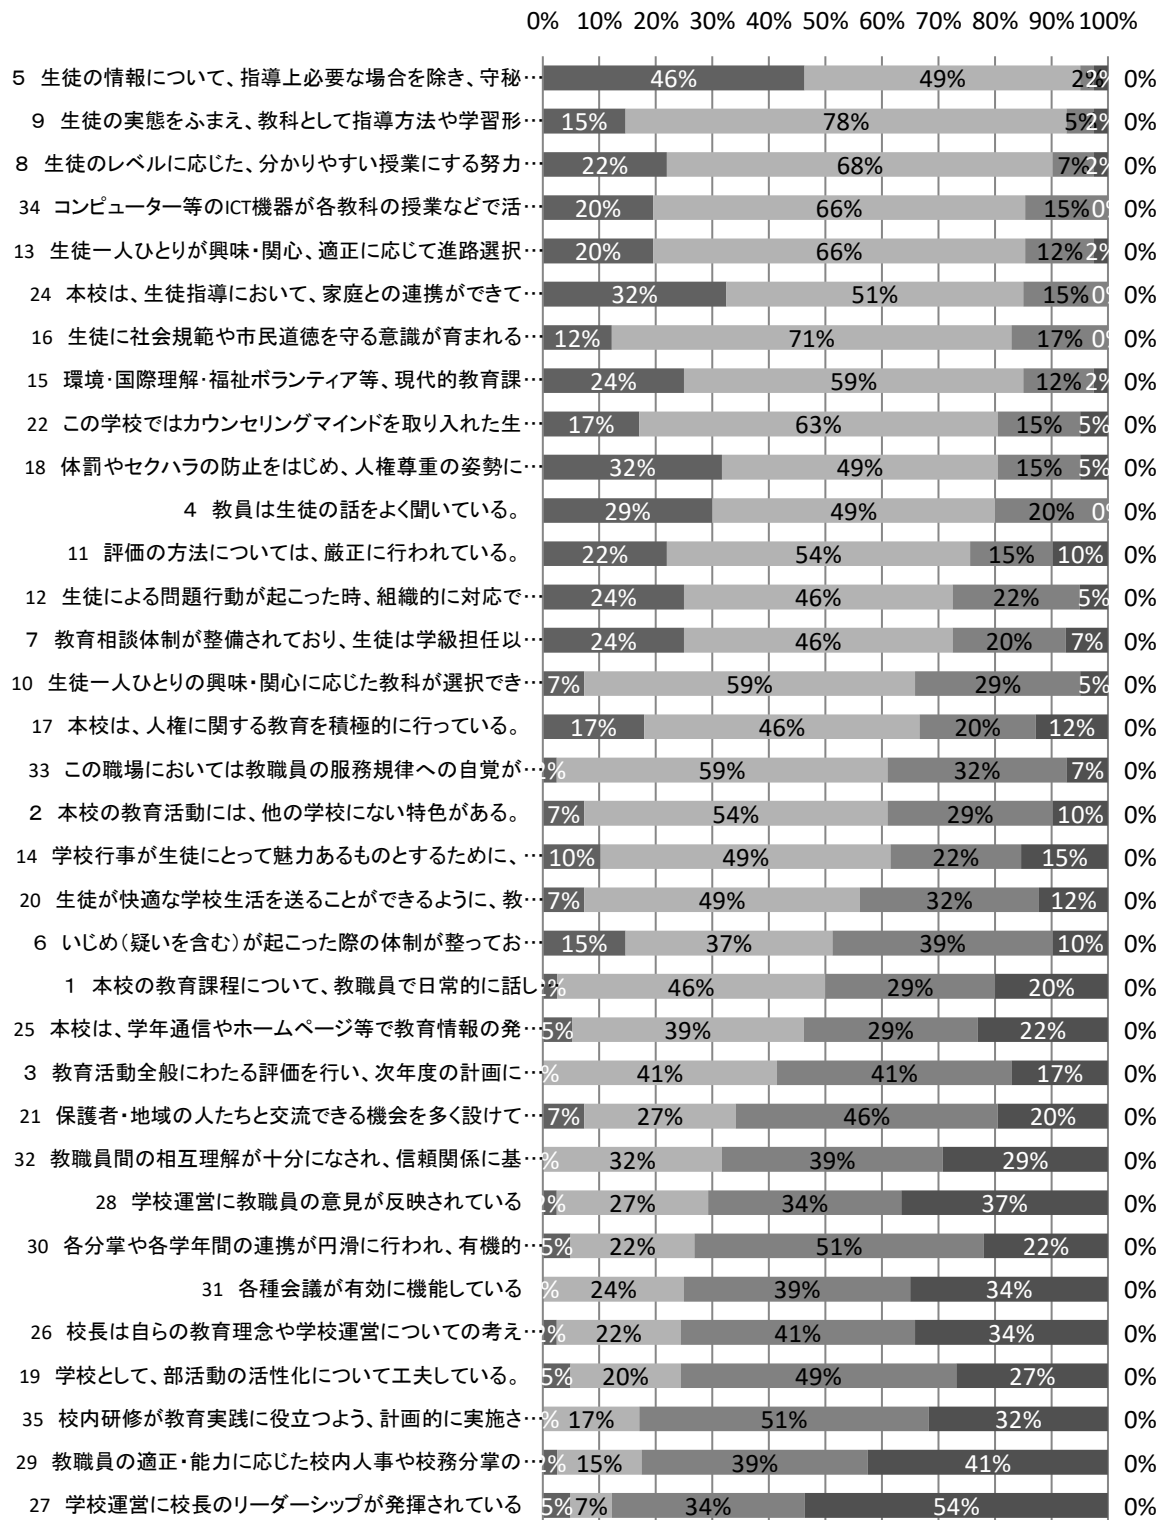 0% 10% 20% 30% 40% 50% 60% 70% 80% 90% 100%
5 生徒の情報について、指導上必要な場合を除き、守秘… 46% 49% 2% 2% 0%
9 生徒の実態をふまえ、教科として指導方法や学習形… 15% 78% 5% 2% 0%
8 生徒のレベルに応じた、分かりやすい授業にする努力… 22% 68% 7% 2% 0%
34 コンピューター等のICT機器が各教科の授業などで活… 20% 66% 15% 0% 0%
13 生徒一人ひとりが興味・関心、適正に応じて進路選択… 20% 66% 12% 2% 0%
24 本校は、生徒指導において、家庭との連携ができて… 32% 51% 15% 0% 0%
16 生徒に社会規範や市民道徳を守る意識が育まれる… 12% 71% 17% 0% 0%
15 環境・国際理解・福祉ボランティア等、現代的教育課… 24% 59% 12% 2% 0%
22 この学校ではカウンセリングマインドを取り入れた生… 17% 63% 15% 5% 0%
18 体罰やセクハラの防止をはじめ、人権尊重の姿勢に… 32% 49% 15% 5% 0%
4 教員は生徒の話をよく聞いている。 29% 49% 20% 0% 0%
11 評価の方法については、厳正に行われている。 22% 54% 15% 10% 0%
12 生徒による問題行動が起こった時、組織的に対応で… 24% 46% 22% 5% 0%
7 教育相談体制が整備されており、生徒は学級担任以… 24% 46% 20% 7% 0%
10 生徒一人ひとりの興味・関心に応じた教科が選択でき… 7% 59% 29% 5% 0%
17 本校は、人権に関する教育を積極的に行っている。 17% 46% 20% 12% 0%
33 この職場においては教職員の服務規律への自覚が… 2% 59% 32% 7% 0%
2 本校の教育活動には、他の学校にない特色がある。 7% 54% 29% 10% 0%
14 学校行事が生徒にとって魅力あるものとするために、… 10% 49% 22% 15% 0%
20 生徒が快適な学校生活を送ることができるように、教… 7% 49% 32% 12% 0%
6 いじめ（疑いを含む）が起こった際の体制が整ってお… 15% 37% 39% 10% 0%
1 本校の教育課程について、教職員で日常的に話し… 2% 46% 29% 20% 0%
25 本校は、学年通信やホームページ等で教育情報の発… 5% 39% 29% 22% 0%
3 教育活動全般にわたる評価を行い、次年度の計画に… % 41% 41% 17% 0%
21 保護者・地域の人たちと交流できる機会を多く設けて… 7% 27% 46% 20% 0%
32 教職員間の相互理解が十分になされ、信頼関係に基… % 32% 39% 29% 0%
28 学校運営に教職員の意見が反映されている 2% 27% 34% 37% 0%
30 各分掌や各学年間の連携が円滑に行われ、有機的… 5% 22% 51% 22% 0%
31 各種会議が有効に機能している % 24% 39% 34% 0%
26 校長は自らの教育理念や学校運営についての考え… 2% 22% 41% 34% 0%
19 学校として、部活動の活性化について工夫している。 5% 20% 49% 27% 0%
35 校内研修が教育実践に役立つよう、計画的に実施さ… % 17% 51% 32% 0%
29 教職員の適正・能力に応じた校内人事や校務分掌の… 2% 15% 39% 41% 0%
27 学校運営に校長のリーダーシップが発揮されている 5% 7% 34% 54% 0%